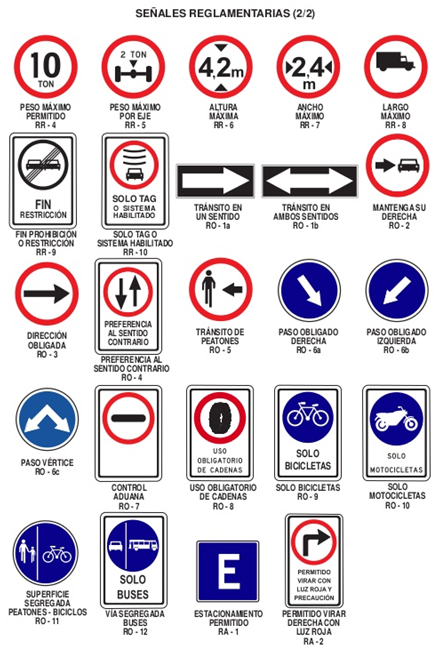 SEÑALES REGLAMENTARIAS (2/2)
10
TON
PESO MÁXIMO
PERMITIDO
RR - 4
2 TON
PESO MÁXIMO
POR EJE
RR - 5
4,2m
ALTURA
MÁXIMA
RR - 6
2,4
m
ANCHO
MÁXIMO
RR - 7
LARGO
MÁXIMO
RR - 8
FIN
RESTRICCIÓN
FIN PROHIBICIÓN
O RESTRICCIÓN
RR - 9
SOLO TAG
O SISTEMA
HABILITADO
SOLO TAG O
SISTEMA HABILITADO
RR - 10
TRÁNSITO EN
UN SENTIDO
RO - 1a
TRÁNSITO EN
AMBOS SENTIDOS
RO - 1b
MANTENGA SU
DERECHA
RO - 2
DIRECCIÓN
OBLIGADA
RO - 3
PREFERENCIA
AL SENTIDO
CONTRARIO
PREFERENCIA AL
SENTIDO CONTRARIO
RO - 4
TRÁNSITO DE
PEATONES
RO - 5
PASO OBLIGADO
DERECHA
RO - 6a
PASO OBLIGADO
IZQUIERDA
RO - 6b
PASO VÉRTICE
RO - 6c
CONTROL
ADUANA
RO - 7
USO
OBLIGATORIO
DE CADENAS
USO OBLIGATORIO
DE CADENAS
RO - 8
SOLO
BICICLETAS
SOLO BICICLETAS
RO - 9
SOLO
MOTOCICLETAS
SOLO
MOTOCICLETAS
RO - 10
SUPERFICIE
SEGREGADA
PEATONES - BICICLOS
RO - 11
SOLO
BUSES
VÍA SEGREGADA
BUSES
RO - 12
E
ESTACIONAMIENTO
PERMITIDO
RA - 1
PERMITIDO
VIRAR CON
LUZ ROJA Y
PRECAUCIÓN
PERMITIDO VIRAR
DERECHA CON
LUZ ROJA
RA - 2